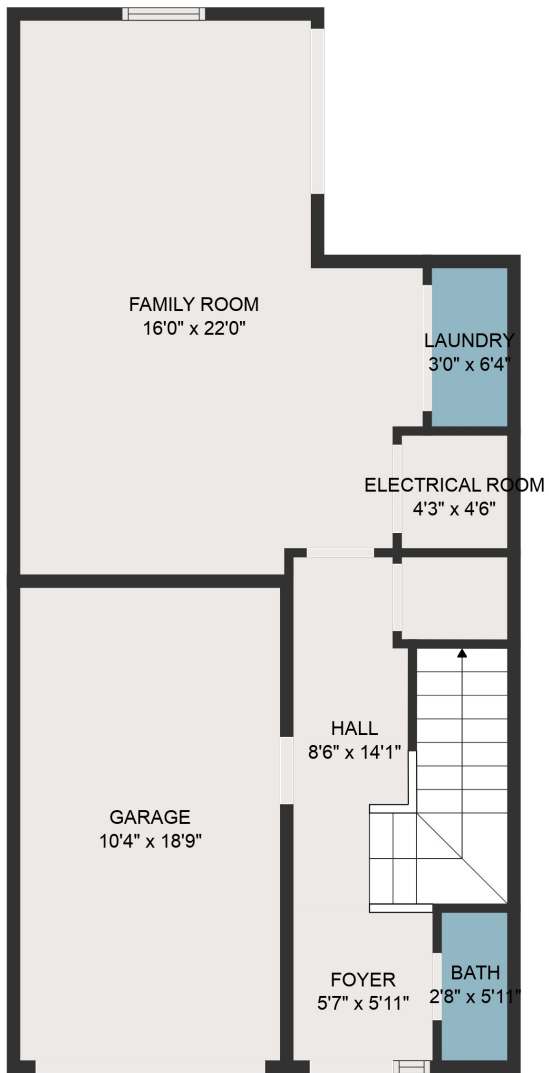 FAMILY ROOM
16'0" x 22'0"
LAUNDRY
3'0" x 6'4"
ELECTRICAL ROOM
4'3" x 4'6"
HALL
8'6" x 14'1"
GARAGE
10'4" x 18'9"
FOYER
5'7" x 5'11"
BATH
2'8" x 5'11"